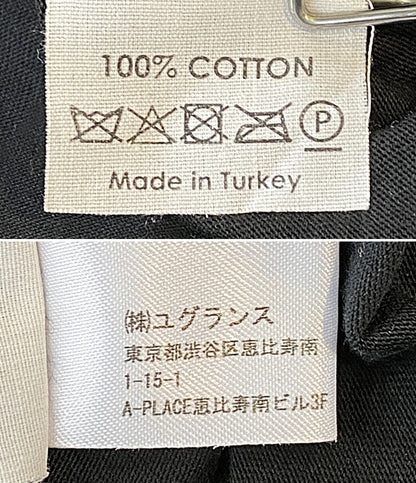 100% COTTON
P
Made in Turkey
㈱ユグランス
東京都渋谷区恵比寿南
1-15-1
A-PLACE恵比寿南ビル3F